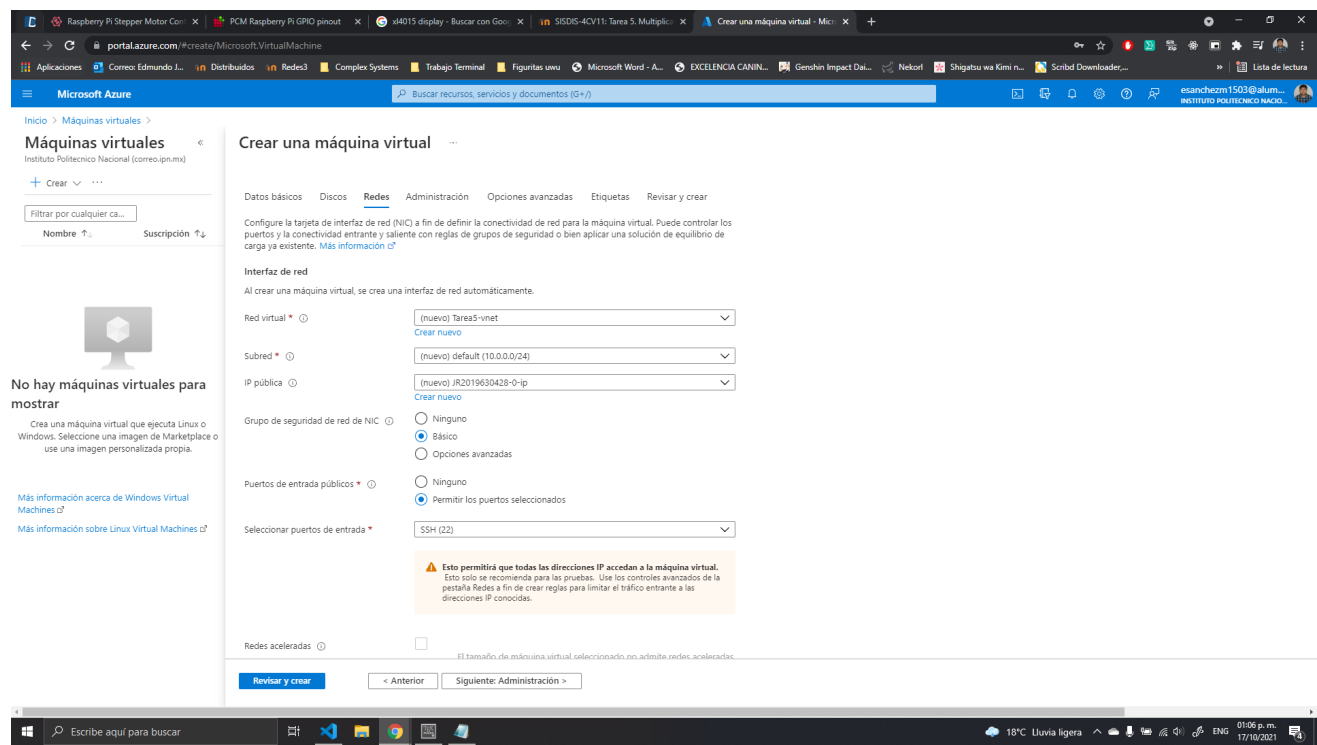 Raspberry Pi Stepper Motor Cont
PCM Raspberry Pi GPIO pinout
xl4015 display - Buscar con Goog
SISDIS-4CV11: Tarea 5. Multiplica
Crear una máquina virtual - Micro
portal.azure.com/#create/Microsoft.VirtualMachine
Aplicaciones
Correo: Edmundo J...
Distribuidos
Redes3
Complex Systems
Trabajo Terminal
Figuritas uwu
Microsoft Word - A...
EXCELENCIA CANIN...
Genshin Impact Dai...
Nekorl
Shigatsu wa Kimi n...
Scribd Downloader,...
»
Lista de lectura
Microsoft Azure
Buscar recursos, servicios y documentos (G+/)
esanchezm1503@alum...
INSTITUTO POLITECNICO NACIO...
Inicio > Máquinas virtuales >
Máquinas virtuales «
Instituto Politecnico Nacional (correo.ipn.mx)
+ Crear ···
Filtrar por cualquier ca...
Nombre ↑↓ Suscripción ↑↓
No hay máquinas virtuales para
mostrar
Crea una máquina virtual que ejecuta Linux o
Windows. Seleccione una imagen de Marketplace o
use una imagen personalizada propia.
Más información acerca de Windows Virtual
Machines
Más información sobre Linux Virtual Machines
Crear una máquina virtual ···
Datos básicos Discos Redes Administración Opciones avanzadas Etiquetas Revisar y crear
Configure la tarjeta de interfaz de red (NIC) a fin de definir la conectividad de red para la máquina virtual. Puede controlar los
puertos y la conectividad entrante y saliente con reglas de grupos de seguridad o bien aplicar una solución de equilibrio de
carga ya existente. Más información
Interfaz de red
Al crear una máquina virtual, se crea una interfaz de red automáticamente.
Red virtual * (nuevo) Tarea5-vnet
Crear nuevo
Subred * (nuevo) default (10.0.0.0/24)
IP pública (nuevo) JR2019630428-0-ip
Crear nuevo
Grupo de seguridad de red de NIC Ninguno
Básico
Opciones avanzadas
Puertos de entrada públicos * Ninguno
Permitir los puertos seleccionados
Seleccionar puertos de entrada * SSH (22)
Esto permitirá que todas las direcciones IP accedan a la máquina virtual.
Esto solo se recomienda para las pruebas. Use los controles avanzados de la
pestaña Redes a fin de crear reglas para limitar el tráfico entrante a las
direcciones IP conocidas.
Redes aceleradas
El tamaño de máquina virtual seleccionado no admite redes aceleradas.
Revisar y crear < Anterior Siguiente: Administración >
Escribe aquí para buscar
18°C Lluvia ligera ENG 01:06 p. m.
17/10/2021
4